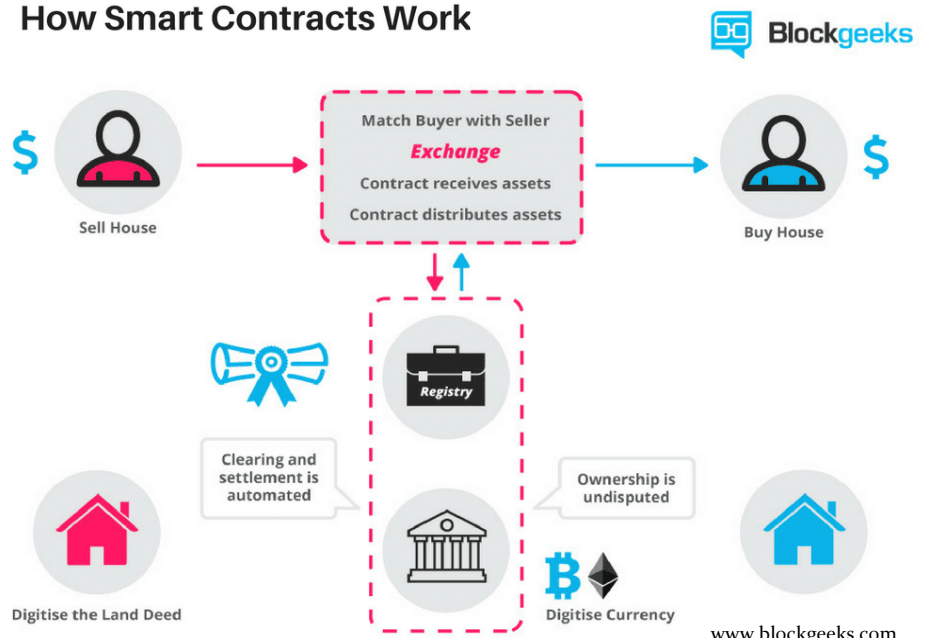 How Smart Contracts Work
Blockgeeks
$
$
Match Buyer with Seller
Exchange
Contract receives assets
Contract distributes assets
Sell House
Buy House
Registry
Clearing and
settlement is
automated
Ownership is
undisputed
Digitise the Land Deed
Digitise Currency
www.blockgeeks.com